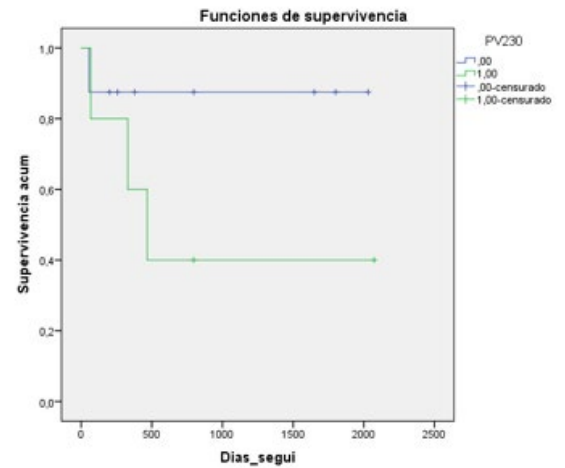 Funciones de supervivencia
PV230
,00
1,00
,00-censurado
1,00-censurado
Supervivencia acum
1,0
0,8
0,6
0,4
0,2
0,0
0
500
1000
1500
2000
2500
Dias_segui